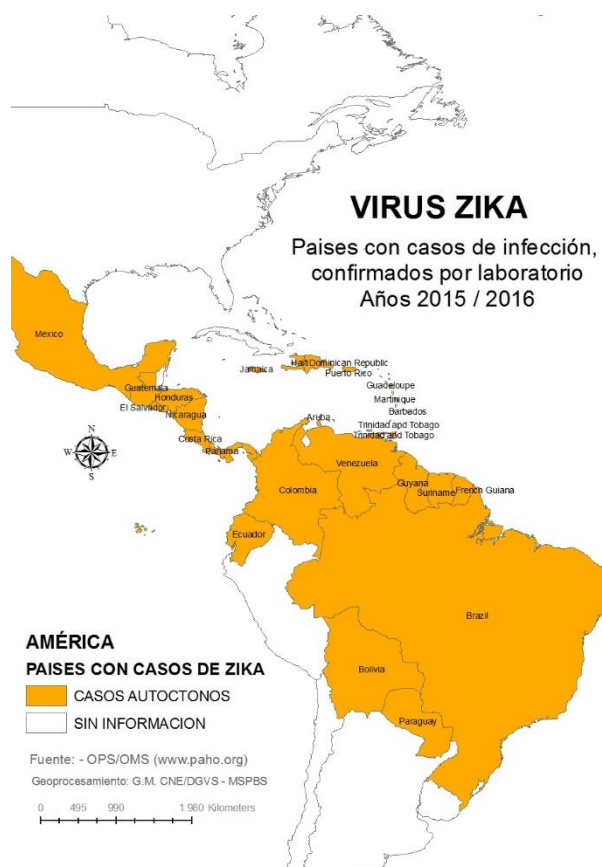 VIRUS ZIKA
Paises con casos de infección,
confirmados por laboratorio
Años 2015 / 2016
Mexico
Guatemala
Honduras
El Salvador
Nicaragua
Costa Rica
Panama
Jamaica
Haiti
Dominican Republic
Puerto Rico
Guadeloupe
Martinique
Barbados
Aruba
Trinidad and Tobago
Trinidad and Tobago
Venezuela
Guyana
Suriname
French Guiana
Colombia
Ecuador
Brazil
Bolivia
Paraguay
N
W
E
S
AMÉRICA
PAISES CON CASOS DE ZIKA
CASOS AUTOCTONOS
SIN INFORMACION
Fuente: - OPS/OMS (www.paho.org)
Geoprocesamiento: G.M. CNE/DGVS - MSPBS
0 495 990 1.980 Kilometers